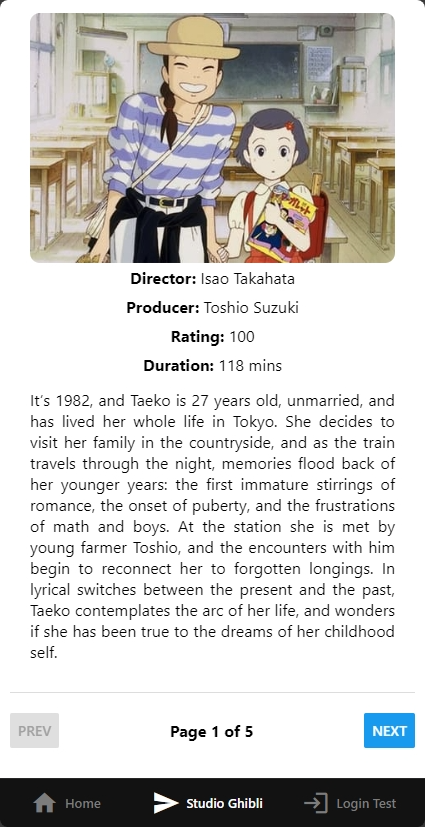 Director: Isao Takahata
Producer: Toshio Suzuki
Rating: 100
Duration: 118 mins
It's 1982, and Taeko is 27 years old, unmarried, and
has lived her whole life in Tokyo. She decides to
visit her family in the countryside, and as the train
travels through the night, memories flood back of
her younger years: the first immature stirrings of
romance, the onset of puberty, and the frustrations
of math and boys. At the station she is met by
young farmer Toshio, and the encounters with him
begin to reconnect her to forgotten longings. In
lyrical switches between the present and the past,
Taeko contemplates the arc of her life, and wonders
if she has been true to the dreams of her childhood
self.
PREV
Page 1 of 5
NEXT
Home
Studio Ghibli
Login Test